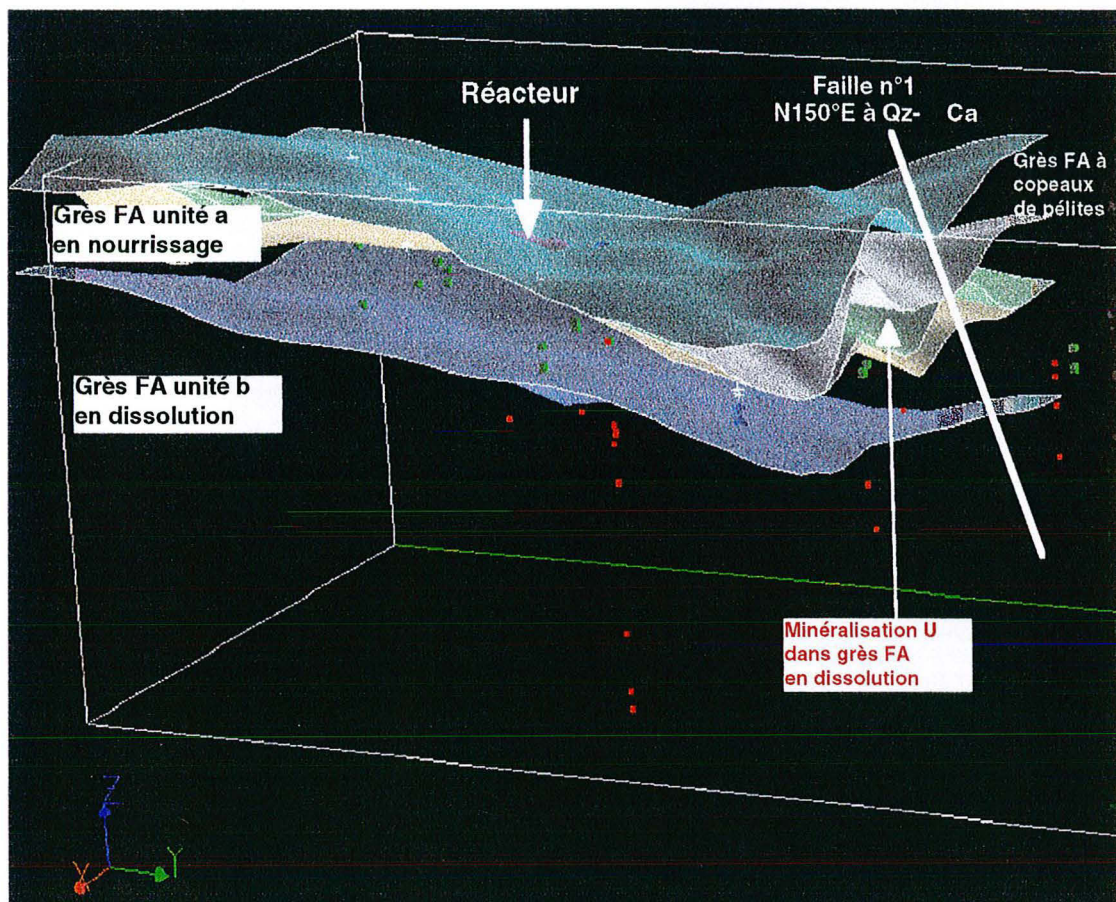 Réacteur
Faille n°1
N150°E à Qz- Ca
Grès FA à
copeaux
de pélites
Grès FA unité a
en nourrissage
Grès FA unité b
en dissolution
Minéralisation U
dans grès FA
en dissolution
Z
X
Y